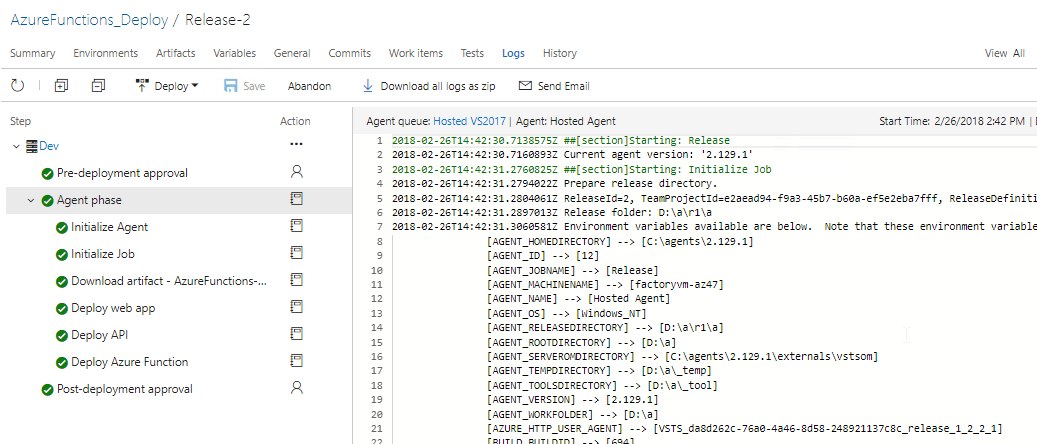 AzureFunctions_Deploy / Release-2
Summary Environments Artifacts Variables General Commits Work items Tests Logs History View All
Deploy Save Abandon Download all logs as zip Send Email
Step Action
Dev
Pre-deployment approval
Agent phase
Initialize Agent
Initialize Job
Download artifact - AzureFunctions-...
Deploy web app
Deploy API
Deploy Azure Function
Post-deployment approval
Agent queue: Hosted VS2017 | Agent: Hosted Agent Start Time: 2/26/2018 2:42 PM |
1 2018-02-26T14:42:30.7138575Z ##[section]Starting: Release
2 2018-02-26T14:42:30.7160893Z Current agent version: '2.129.1'
3 2018-02-26T14:42:31.2760825Z ##[section]Starting: Initialize Job
4 2018-02-26T14:42:31.2794022Z Prepare release directory.
5 2018-02-26T14:42:31.2804061Z ReleaseId=2, TeamProjectId=e2aead94-f9a3-45b7-b60a-ef5e2eba7fff, ReleaseDefiniti
6 2018-02-26T14:42:31.2897013Z Release folder: D:\a\r1\a
7 2018-02-26T14:42:31.3060581Z Environment variables available are below.  Note that these environment variable
8 [AGENT_HOMEDIRECTORY] --> [C:\agents\2.129.1]
9 [AGENT_ID] --> [12]
10 [AGENT_JOBNAME] --> [Release]
11 [AGENT_MACHINENAME] --> [factoryvm-az47]
12 [AGENT_NAME] --> [Hosted Agent]
13 [AGENT_OS] --> [Windows_NT]
14 [AGENT_RELEASEDIRECTORY] --> [D:\a\r1\a]
15 [AGENT_ROOTDIRECTORY] --> [D:\a]
16 [AGENT_SERVEROMDIRECTORY] --> [C:\agents\2.129.1\externals\vstsom]
17 [AGENT_TEMPDIRECTORY] --> [D:\a\_temp]
18 [AGENT_TOOLSDIRECTORY] --> [D:\a\_tool]
19 [AGENT_VERSION] --> [2.129.1]
20 [AGENT_WORKFOLDER] --> [D:\a]
21 [AZURE_HTTP_USER_AGENT] --> [VSTS_da8d262c-76a0-4a46-8d58-248921137c8c_release_1_2_2_1]
22 [BUILD_BUILDID] --> [694]